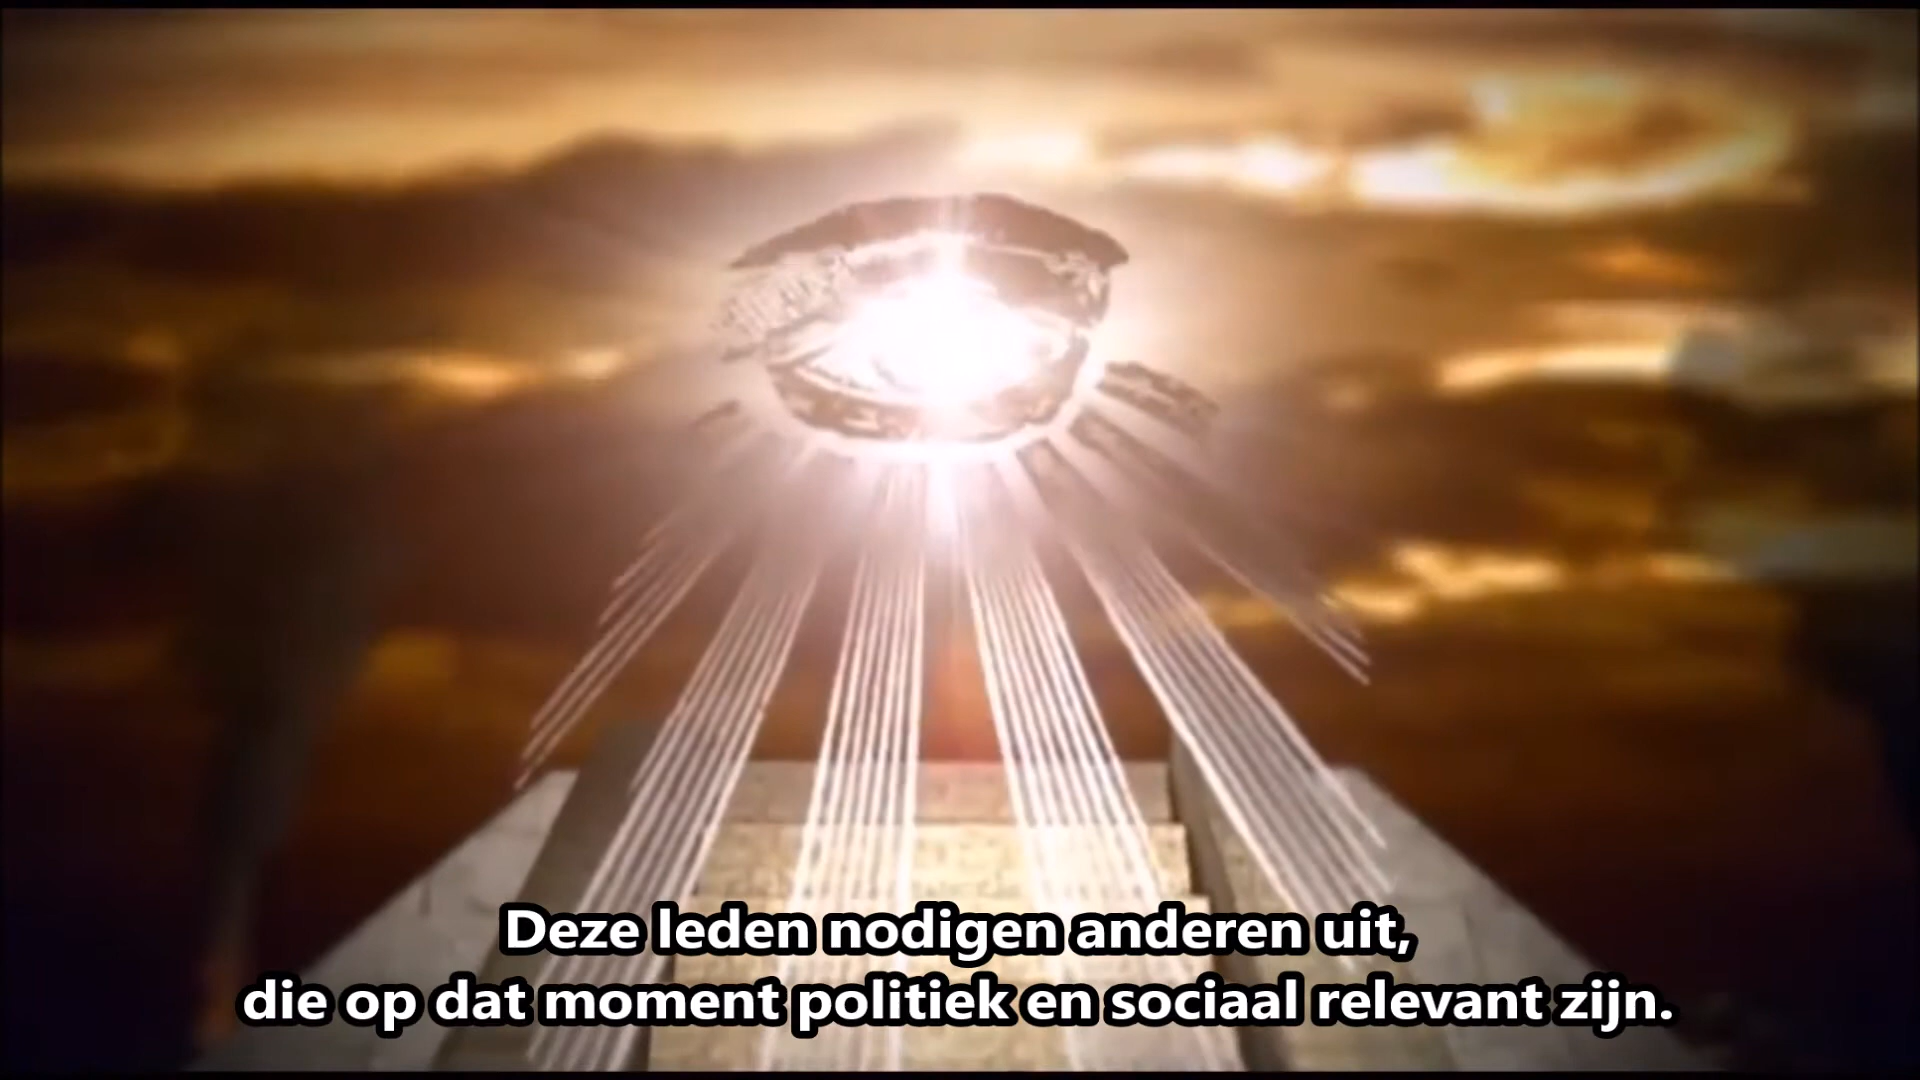 Deze leden nodigen anderen uit,
die op dat moment politiek en sociaal relevant zijn.